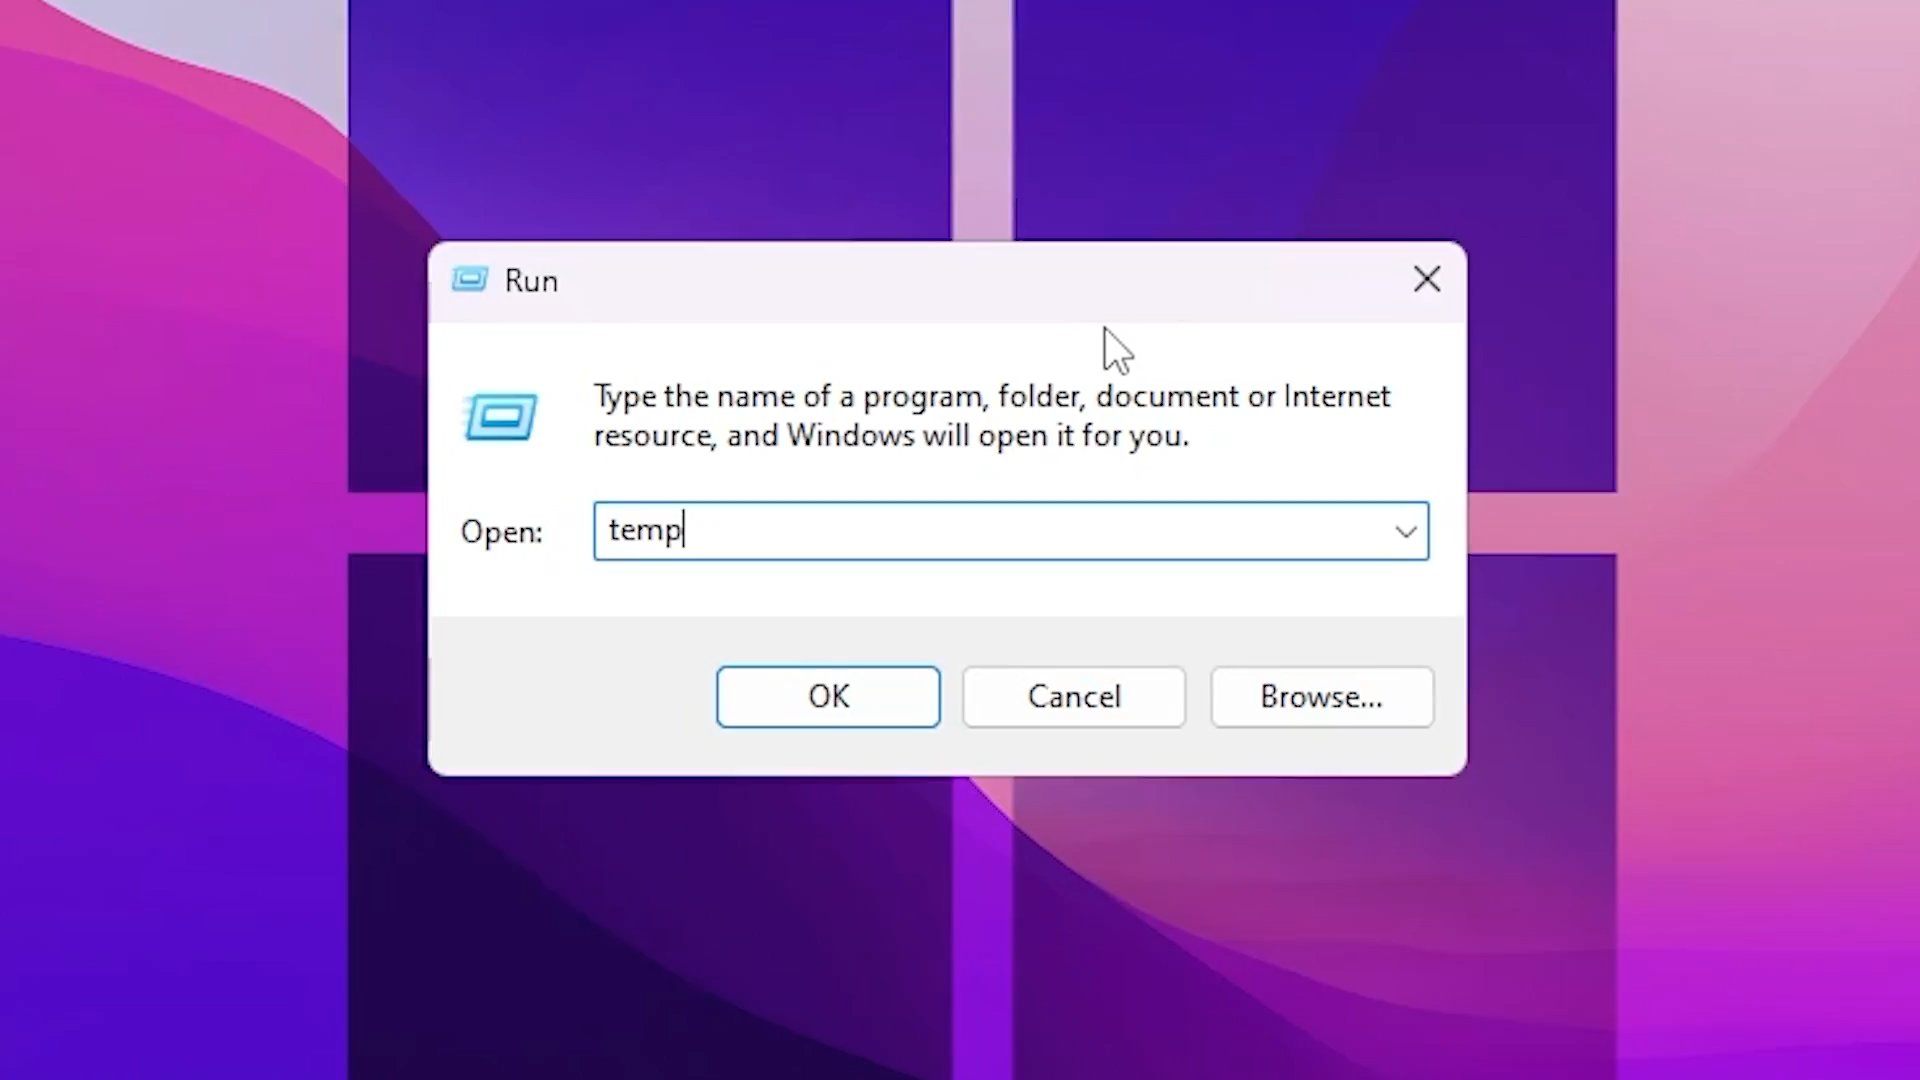 Run
Type the name of a program, folder, document or Internet
resource, and Windows will open it for you.
Open: temp
OK Cancel Browse...